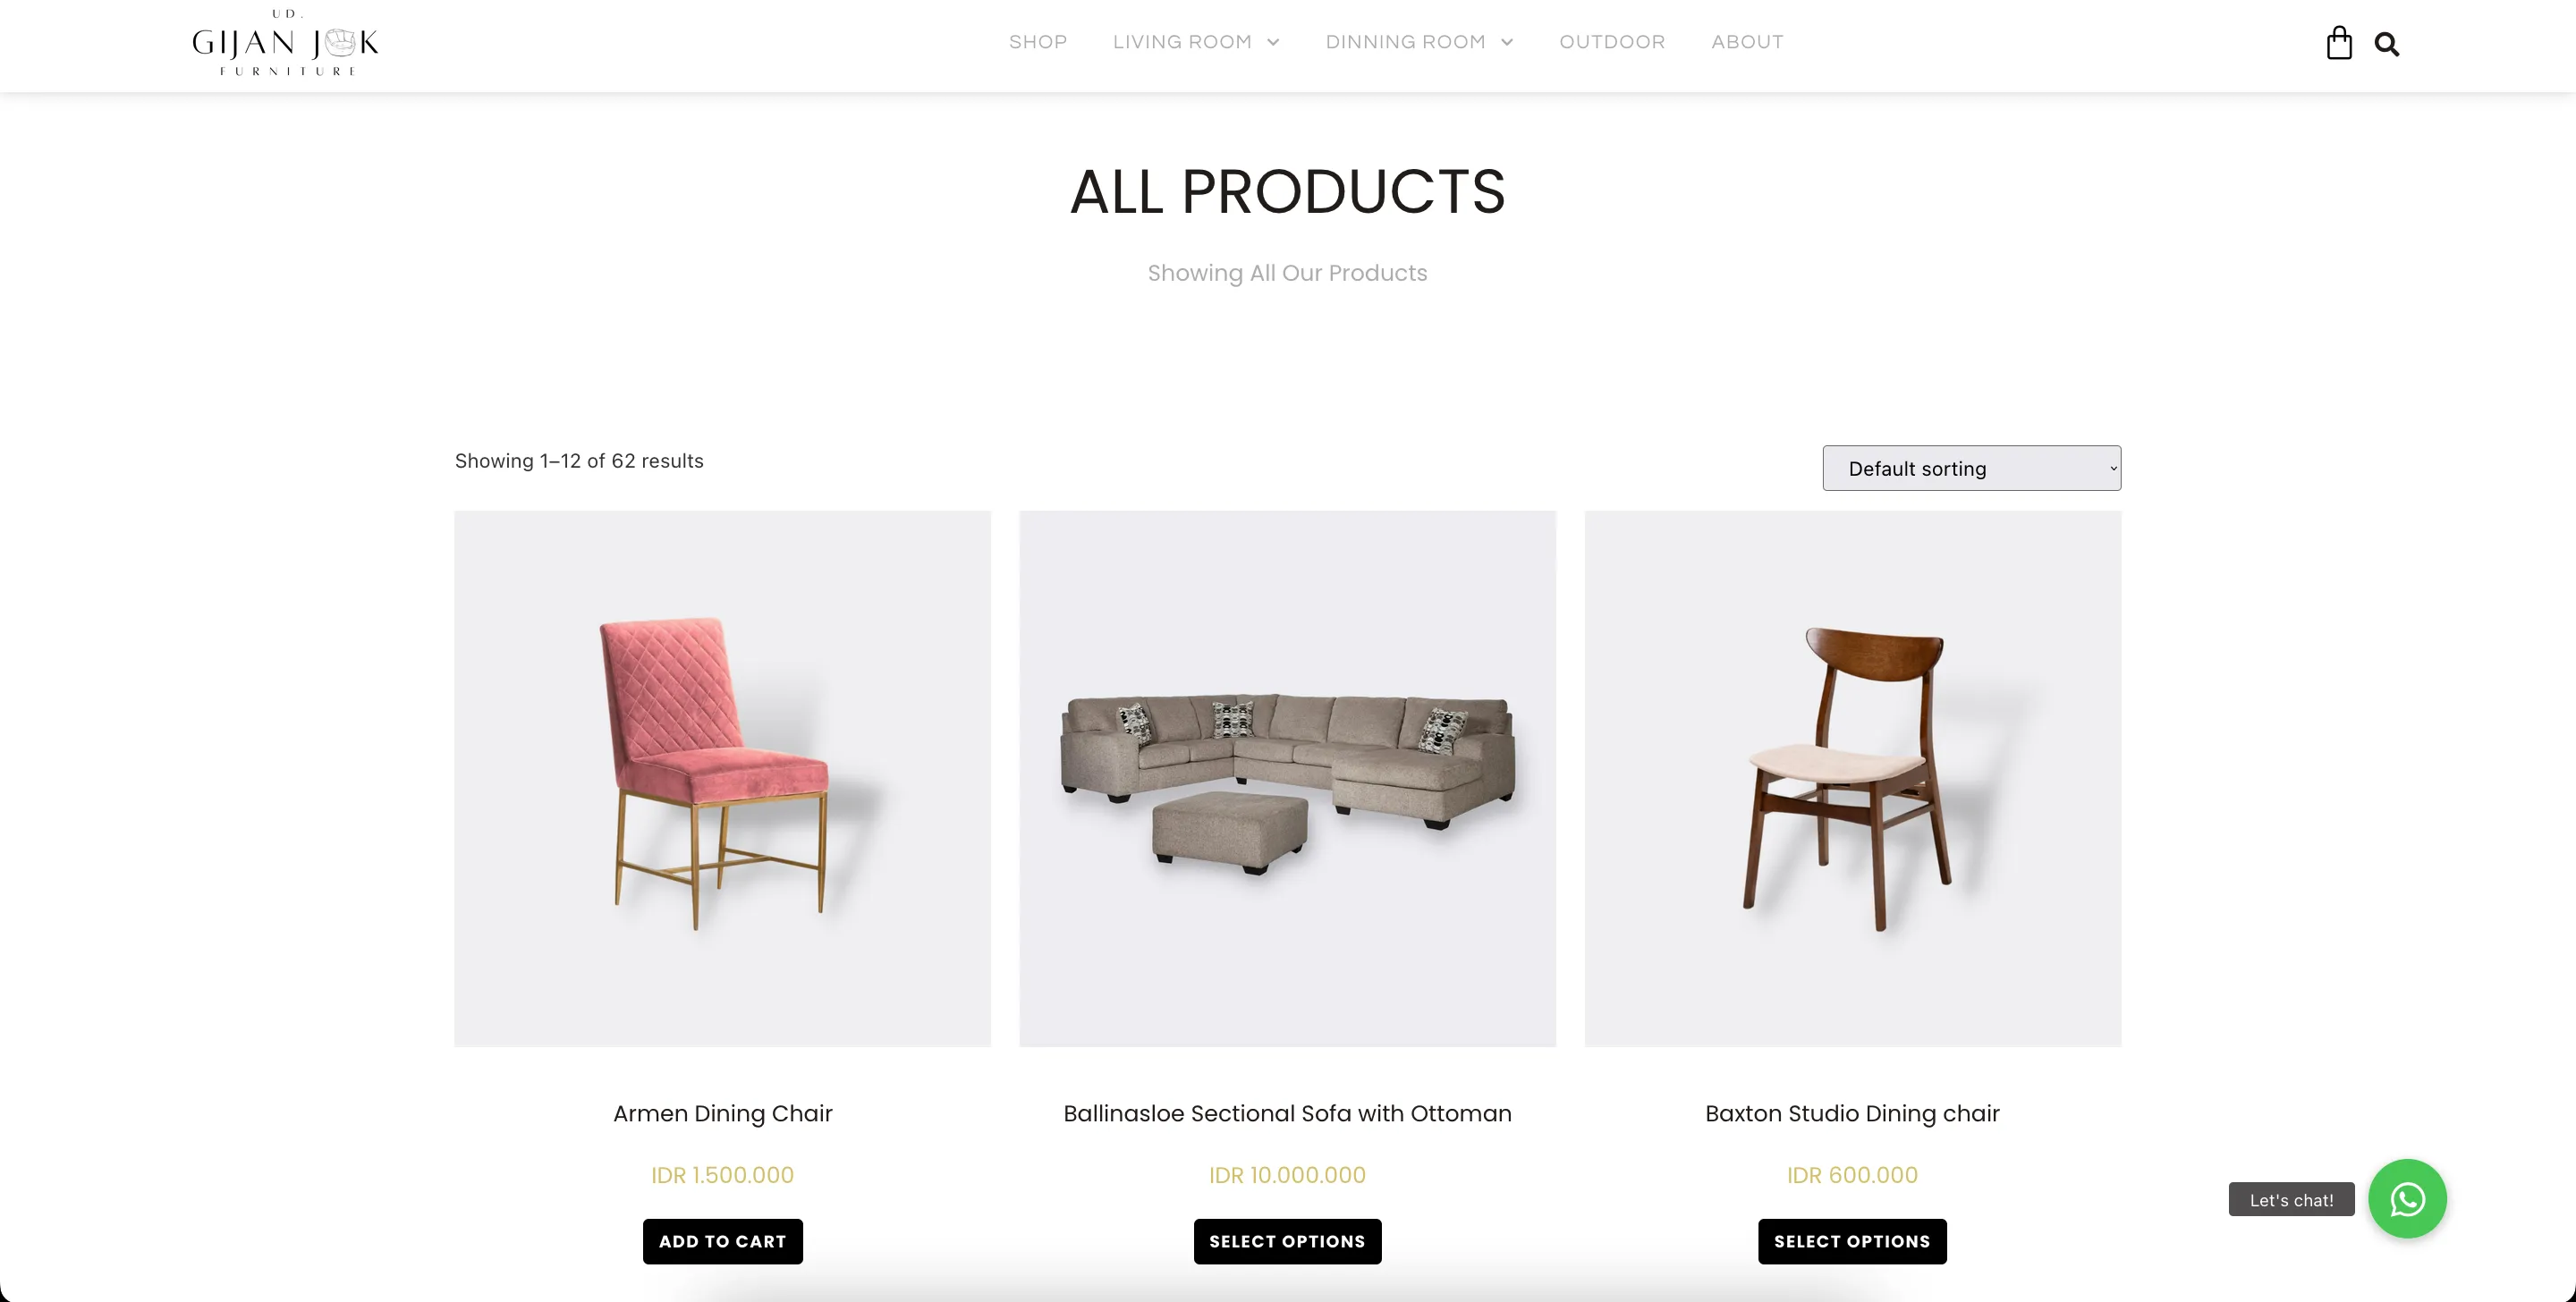 UD.
GIJAN JOK
FURNITURE
SHOP
LIVING ROOM
DINNING ROOM
OUTDOOR
ABOUT
ALL PRODUCTS
Showing All Our Products
Showing 1–12 of 62 results
Default sorting
Armen Dining Chair
Ballinasloe Sectional Sofa with Ottoman
Baxton Studio Dining chair
IDR 1.500.000
IDR 10.000.000
IDR 600.000
Let's chat!
ADD TO CART
SELECT OPTIONS
SELECT OPTIONS